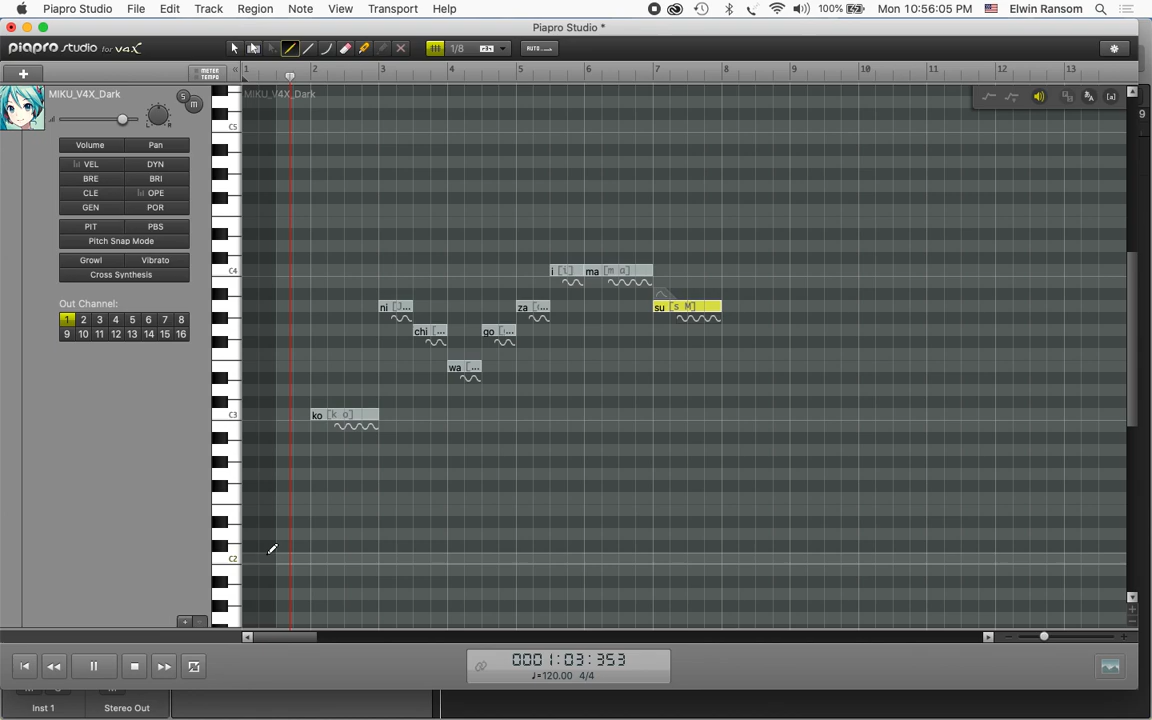 Piapro Studio File Edit Track Region Note View Transport Help 100% Mon 10:56:05 PM Elwin Ransom
Piapro Studio *
piapro studio for V4X 1/8 AUTO
METER TEMPO 1 2 3 4 5 6 7 8 9 10 11 12 13
MIKU_V4X_Dark S M L R
MIKU_V4X_Dark
9
C5
Volume Pan
VEL DYN
BRE BRI
CLE OPE
GEN POR
PIT PBS
Pitch Snap Mode
Growl Vibrato
Cross Synthesis
C4 i [i] ma [m a]
Out Channel:
1 2 3 4 5 6 7 8
9 10 11 12 13 14 15 16
ni [J... za [... su [s M]
chi [... go [...
wa [...
C3 ko [k o]
C2
0001:03:353
♩=120.00 4/4
Inst 1 Stereo Out